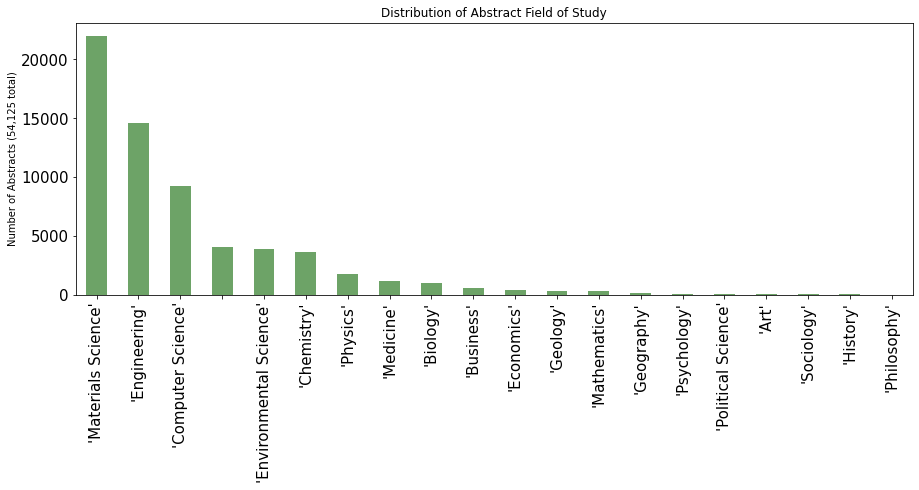 Distribution of Abstract Field of Study
Number of Abstracts (54,125 total)
20000
15000
10000
5000
0
'Materials Science'
'Engineering'
'Computer Science'
'Environmental Science'
'Chemistry'
'Physics'
'Medicine'
'Biology'
'Business'
'Economics'
'Geology'
'Mathematics'
'Geography'
'Psychology'
'Political Science'
'Art'
'Sociology'
'History'
'Philosophy'